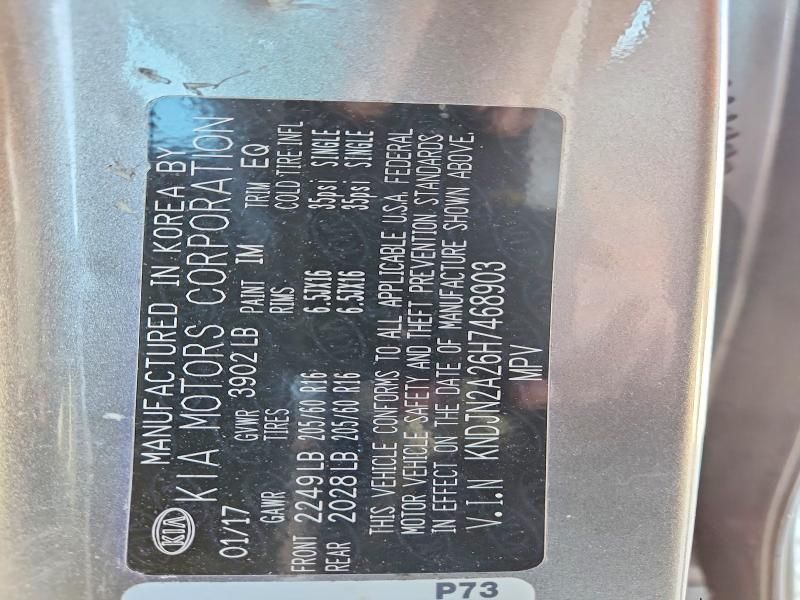 MANUFACTURED IN KOREA BY
KIA KIA MOTORS CORPORATION
01/17 GVWR 3902LB PAINT IM TRIM EQ
GAWR TIRES RIMS COLD TIRE INFL
FRONT 2249LB 205/60 R16 6.5JX16 35psi SINGLE
REAR 2028LB 205/60 R16 6.5JX16 35psi SINGLE
THIS VEHICLE CONFORMS TO ALL APPLICABLE U.S.A. FEDERAL
MOTOR VEHICLE SAFETY AND THEFT PREVENTION STANDARDS
IN EFFECT ON THE DATE OF MANUFACTURE SHOWN ABOVE.
V.I.N KNDJN2A26H7468903
MPV
P73